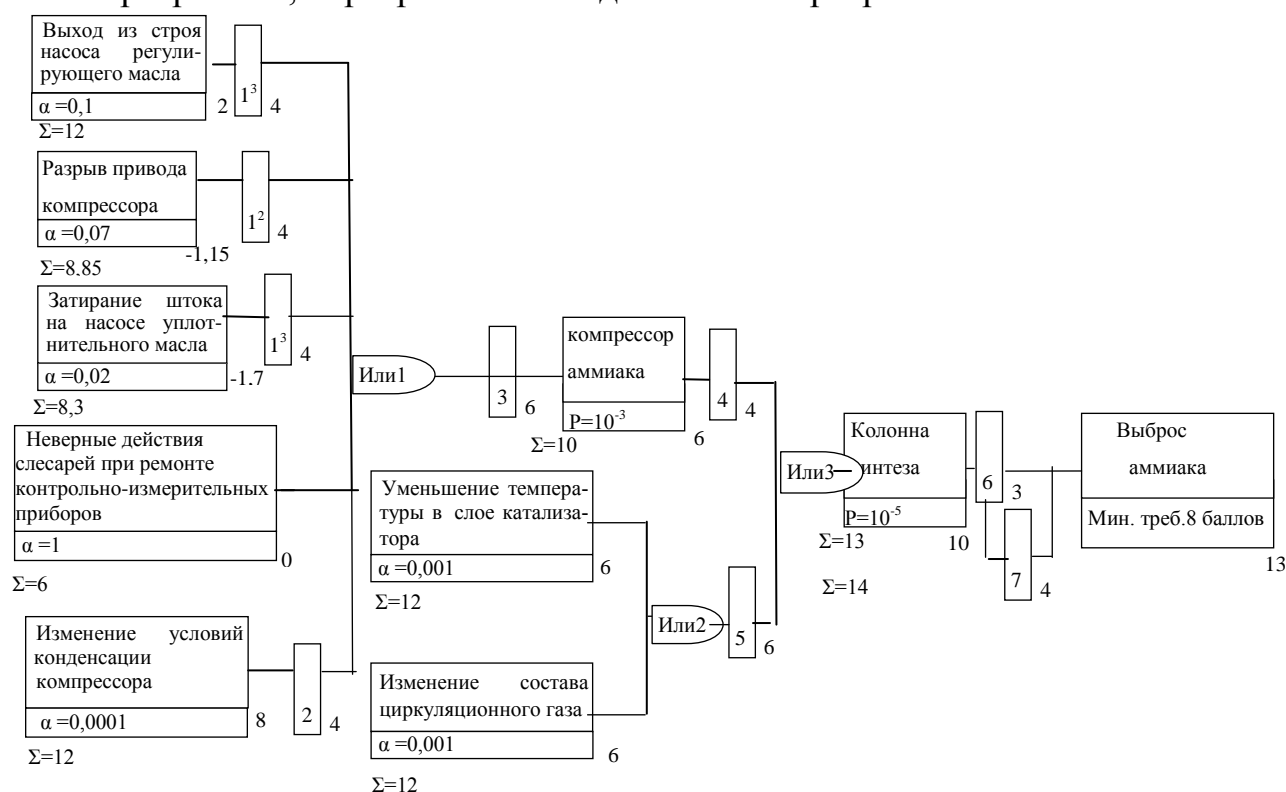 Выход из строя
насоса регули-
рующего масла
α =0,1
2
1³
4
Σ=12
Разрыв привода
компрессора
α =0,07
-1,15
1²
4
Σ=8,85
Затирание штока
на насосе уплот-
нительного масла
α =0,02
-1,7
1³
4
Σ=8,3
Неверные действия
слесарей при ремонте
контрольно-измерительных
приборов
α =1
0
Σ=6
Изменение условий
конденсации
компрессора
α =0,0001
8
2
4
Σ=12
Или1
3
6
компрессор
аммиака
P=10⁻³
6
Σ=10
4
4
Уменьшение темпера-
туры в слое катализа-
тора
α =0,001
6
Σ=12
Изменение состава
циркуляционного газа
α =0,001
6
Σ=12
Или2
5
6
Или3
Колонна
интеза
P=10⁻⁵
Σ=13
10
Σ=14
6
3
7
4
Выброс
аммиака
Мин. треб.8 баллов
13